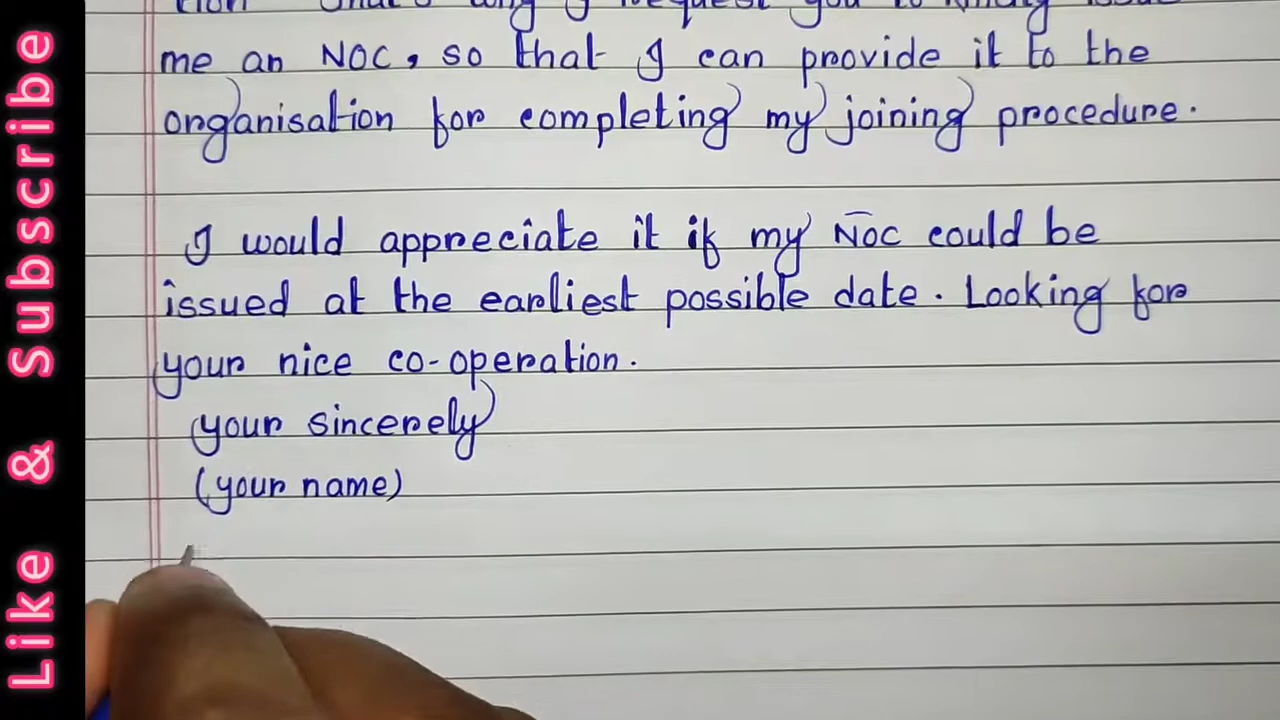 me an NOC, so that I can provide it to the
organisation for completing my joining procedure.
I would appreciate it if my NOC could be
issued at the earliest possible date. Looking for
your nice co-operation.
your sincerely
(your name)
Like & Subscribe